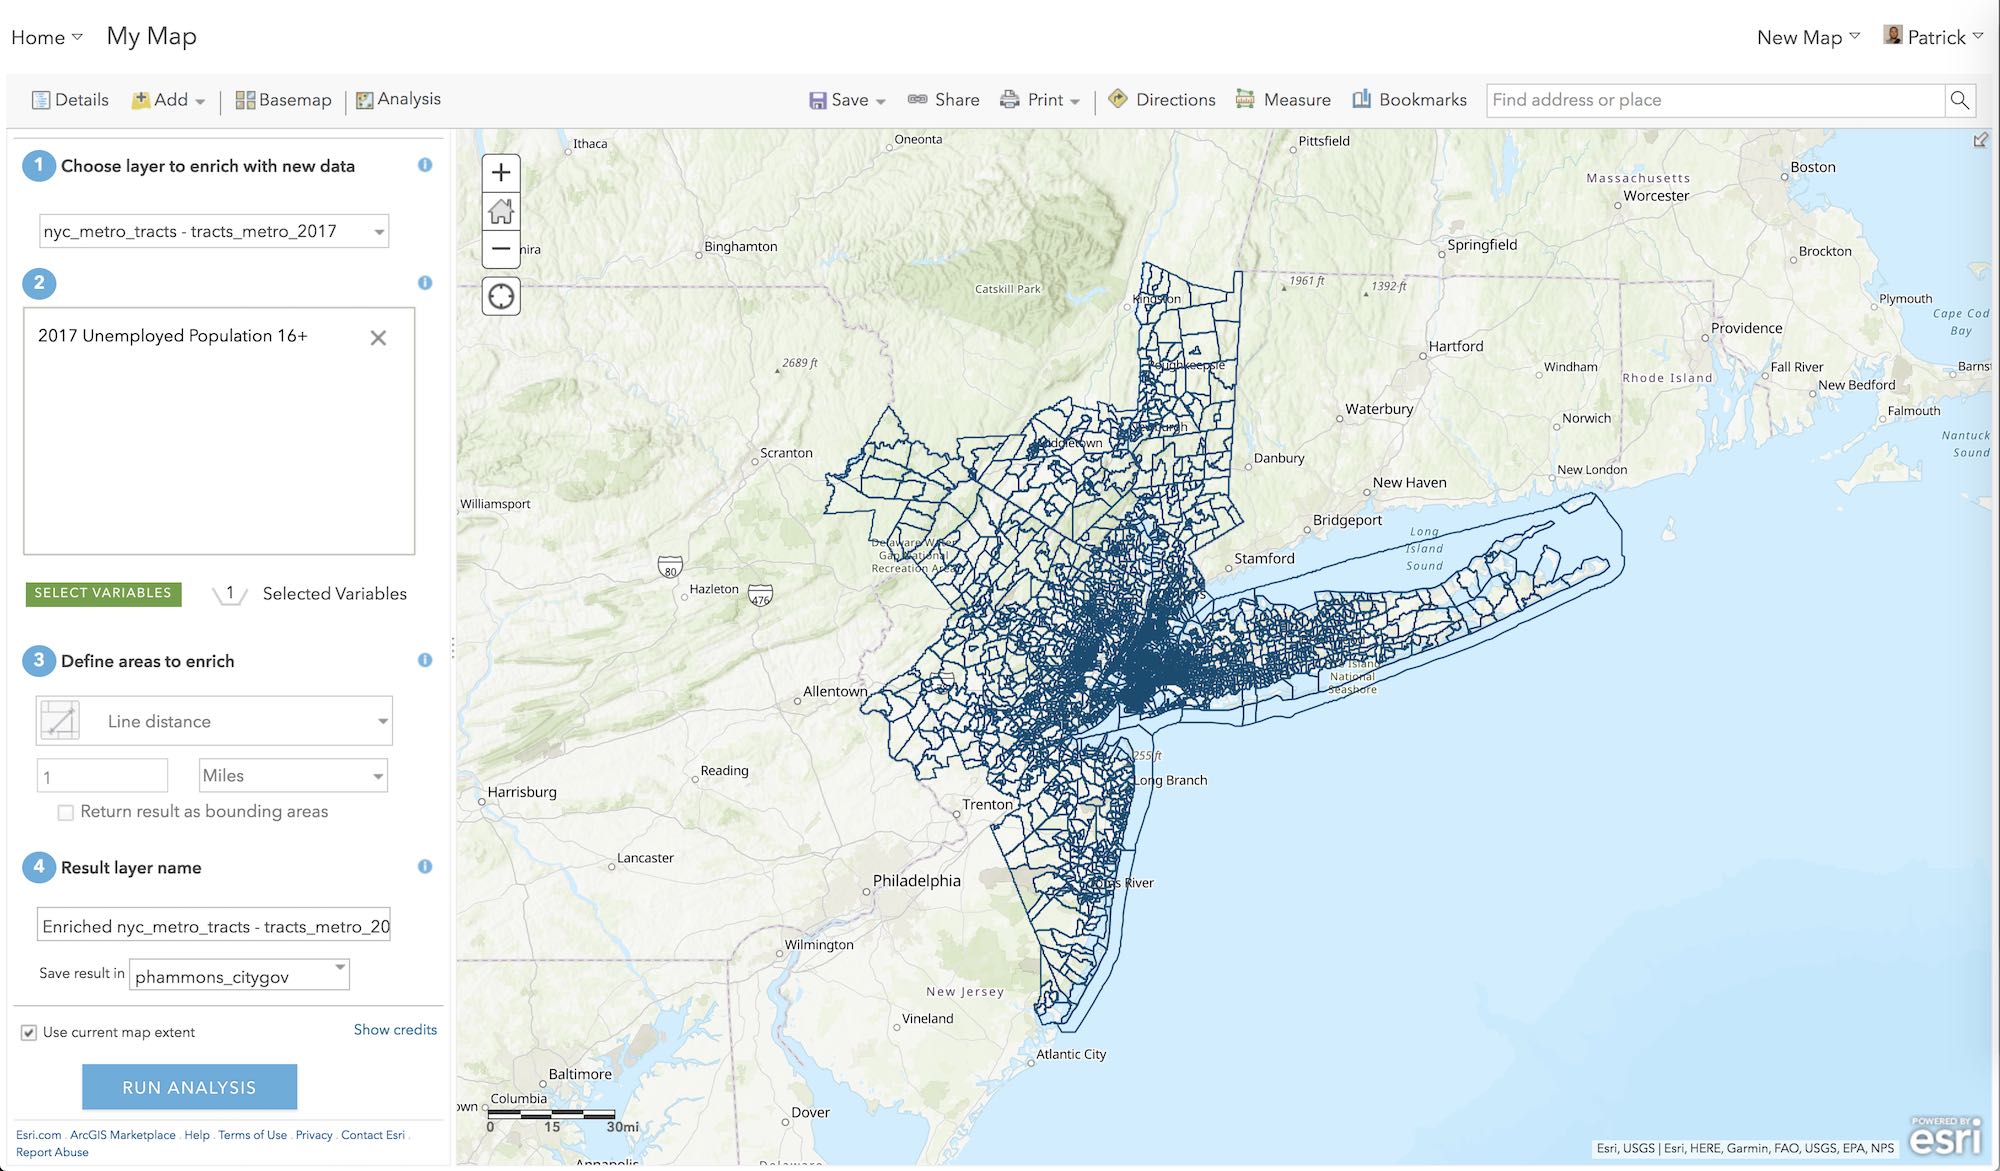 Home
My Map
New Map
Patrick
Details
Add
Basemap
Analysis
Save
Share
Print
Directions
Measure
Bookmarks
Find address or place
1
Choose layer to enrich with new data
nyc_metro_tracts - tracts_metro_2017
2
2017 Unemployed Population 16+
SELECT VARIABLES
1
Selected Variables
3
Define areas to enrich
Line distance
1
Miles
Return result as bounding areas
4
Result layer name
Enriched nyc_metro_tracts - tracts_metro_20
Save result in
phammons_citygov
Use current map extent
Show credits
RUN ANALYSIS
Esri.com . ArcGIS Marketplace . Help . Terms of Use . Privacy . Contact Esri .
Report Abuse
Ithaca
Oneonta
Pittsfield
Boston
Massachusetts
Worcester
mira
Binghamton
Springfield
Brockton
Catskill Park
1961 ft
1392 ft
Kingston
Plymouth
Cape Cod
Bay
Providence
Hartford
2689 ft
Poughkeepsie
Windham
Fall River
Barnst
Rhode Island
New Bedford
Waterbury
Norwich
Falmouth
Newburgh
Middletown
Nantuck
Sound
Scranton
Danbury
New London
Williamsport
New Haven
Bridgeport
Long
Island
Sound
Delaware Water
Gap National
Recreation Area
Stamford
80
Hazleton
476
Island
National
Seashore
Allentown
255 ft
Reading
Long Branch
Harrisburg
Trenton
Lancaster
Philadelphia
Toms River
Wilmington
New Jersey
Vineland
Atlantic City
Baltimore
Columbia
own
Dover
0 15 30mi
Annapolis
Delaware
Esri, USGS | Esri, HERE, Garmin, FAO, USGS, EPA, NPS
POWERED BY
esri